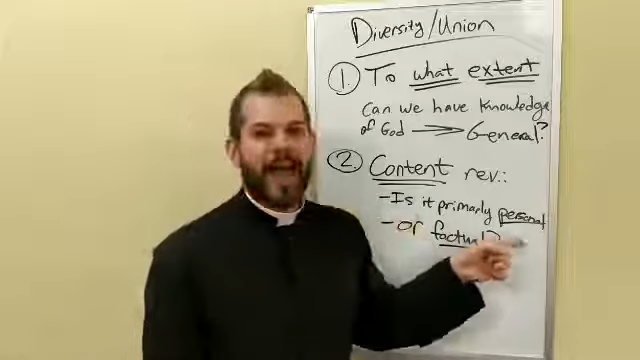 Diversity/Union
1. To what extent
Can we have knowledge
of God → General?
2. Content rev::
-Is it primarily personal
-or factual?